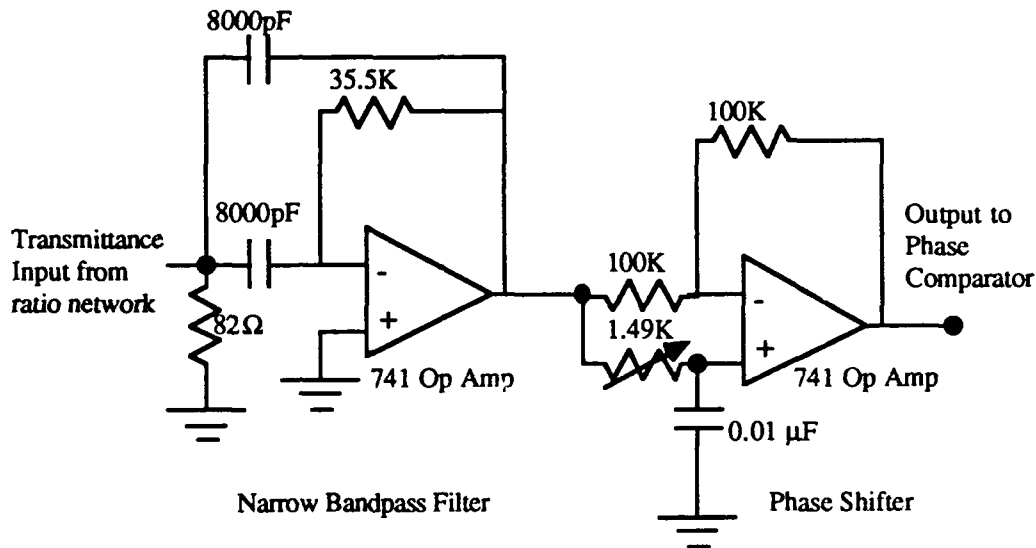 8000pF
35.5K
100K
8000pF
Transmittance
Input from
ratio network
-
+
82Ω
741 Op Amp
100K
1.49K
-
+
741 Op Amp
0.01 μF
Output to
Phase
Comparator
Narrow Bandpass Filter
Phase Shifter